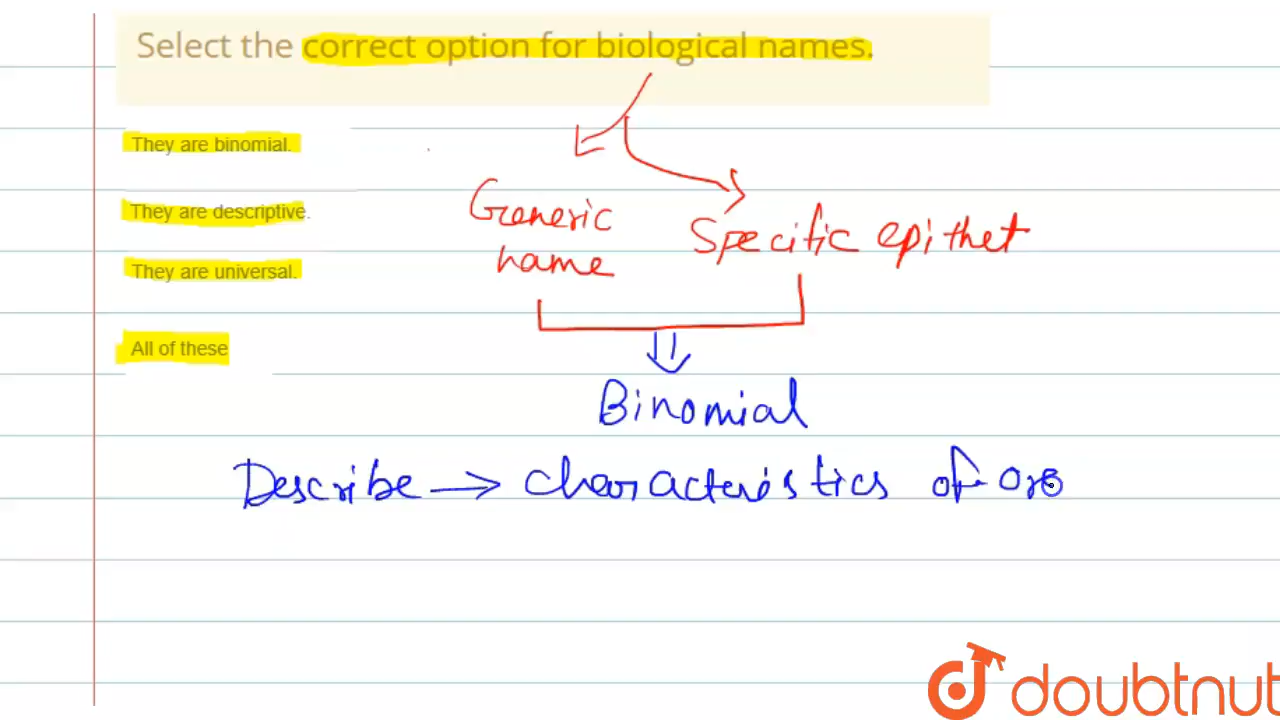 Select the correct option for biological names.
They are binomial.
They are descriptive.
They are universal.
All of these
Generic
name
Specific epithet
Binomial
Describe → characteristics of
doubtnut